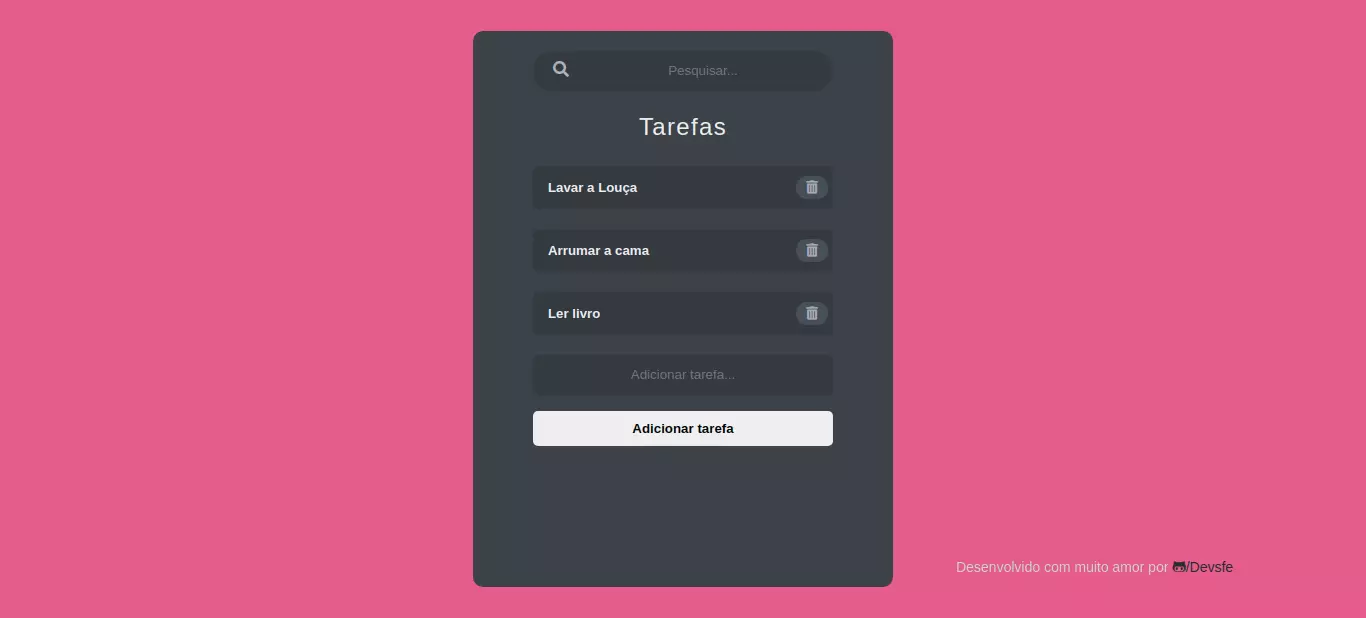 Pesquisar...
Tarefas
Lavar a Louça
Arrumar a cama
Ler livro
Adicionar tarefa...
Adicionar tarefa
Desenvolvido com muito amor por /Devsfe